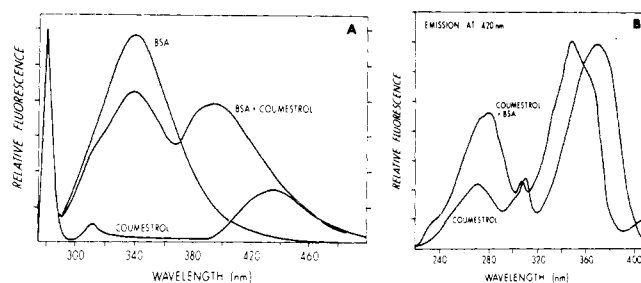 A
BSA
BSA + COUMESTROL
COUMESTROL
RELATIVE FLUORESCENCE
300
340
380
420
460
WAVELENGTH (nm)
EMISSION AT 420 nm
B
COUMESTROL
+ BSA
COUMESTROL
RELATIVE FLUORESCENCE
240
280
320
360
400
WAVELENGTH (nm)